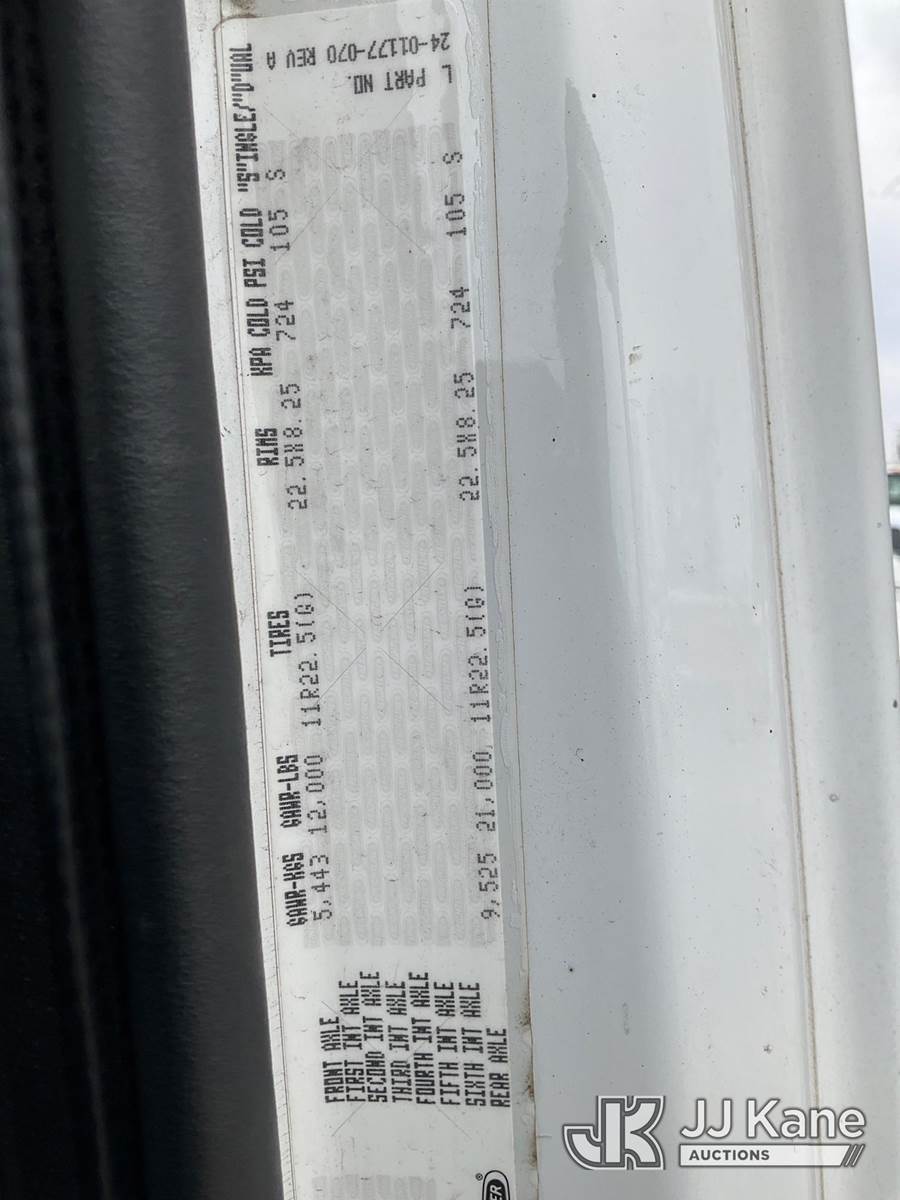 GAWR-KGS GAWR-LBS TIRES RIMS KPA COLD PSI COLD "S"INGLE/"D"UAL
FRONT AXLE 5,443 12,000 11R22.5(G) 22.5X8.25 724 105 S
FIRST INT AXLE
SECOND INT AXLE
THIRD INT AXLE
FOURTH INT AXLE
FIFTH INT AXLE
SIXTH INT AXLE
REAR AXLE 9,525 21,000 11R22.5(G) 22.5X8.25 724 105 S
L PART NO.
24-01177-070 REV A
JK JJ Kane
AUCTIONS